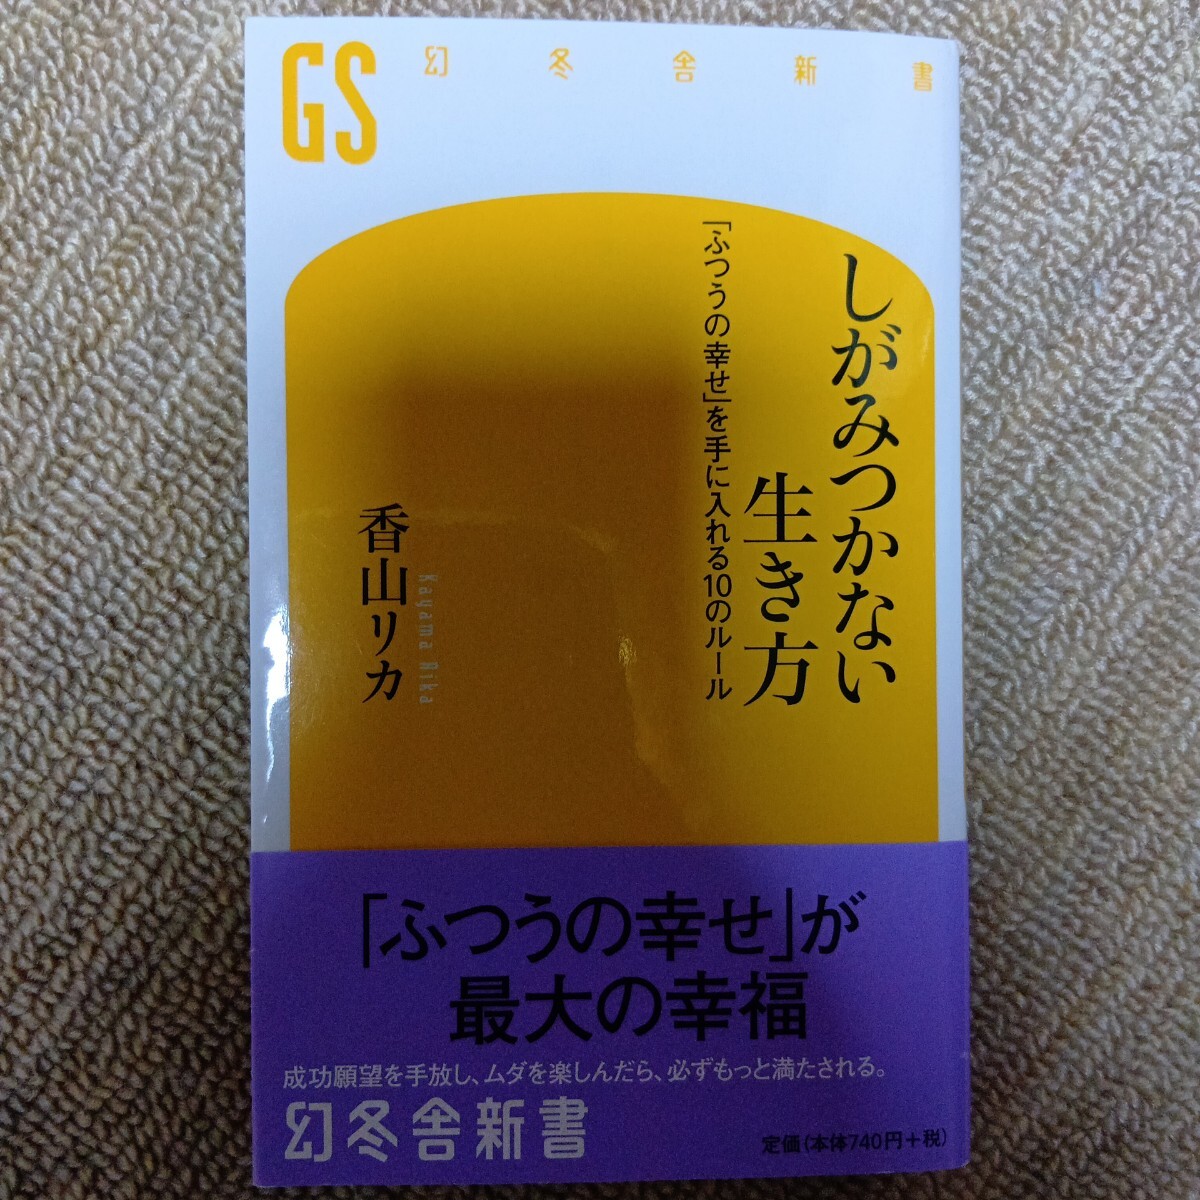 GS
幻冬舎新書
しがみつかない
生き方
「ふつうの幸せ」を手に入れる10のルール
香山リカ
Kayama Rika
「ふつうの幸せ」が
最大の幸福
成功願望を手放し、ムダを楽しんだら、必ずもっと満たされる。
幻冬舎新書
定価(本体740円+税)